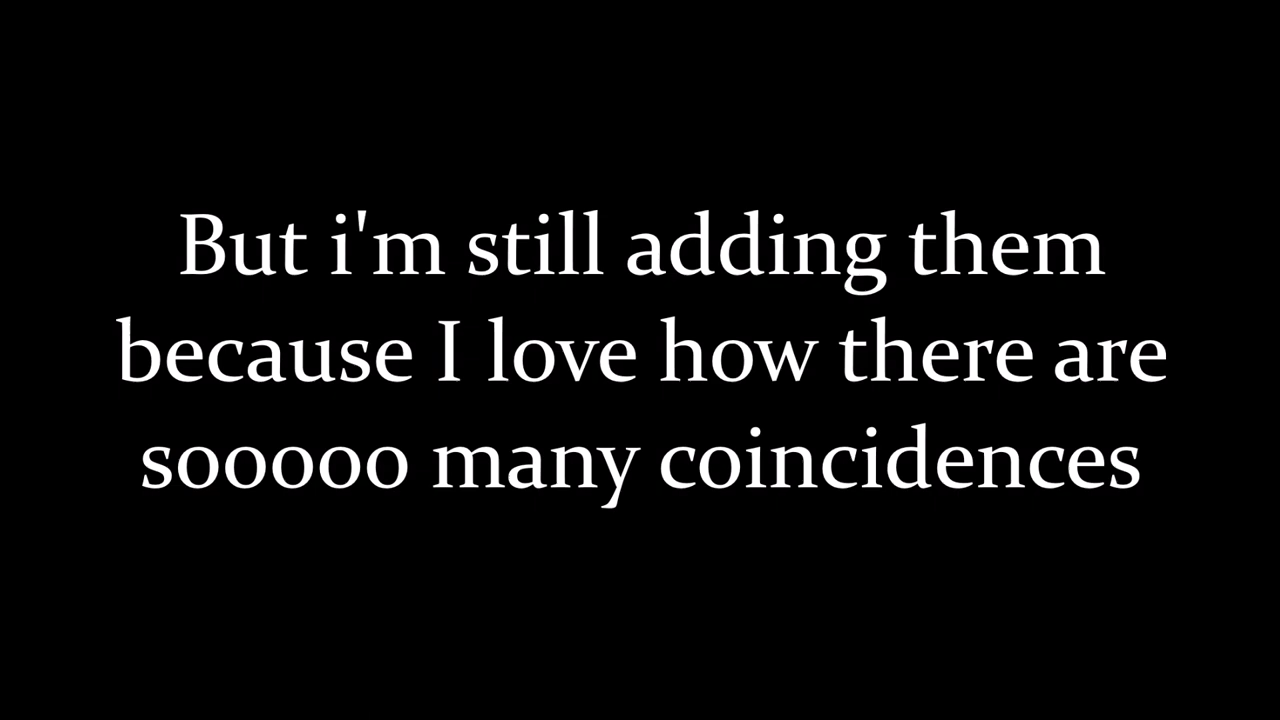 But i'm still adding them
because I love how there are
sooooo many coincidences